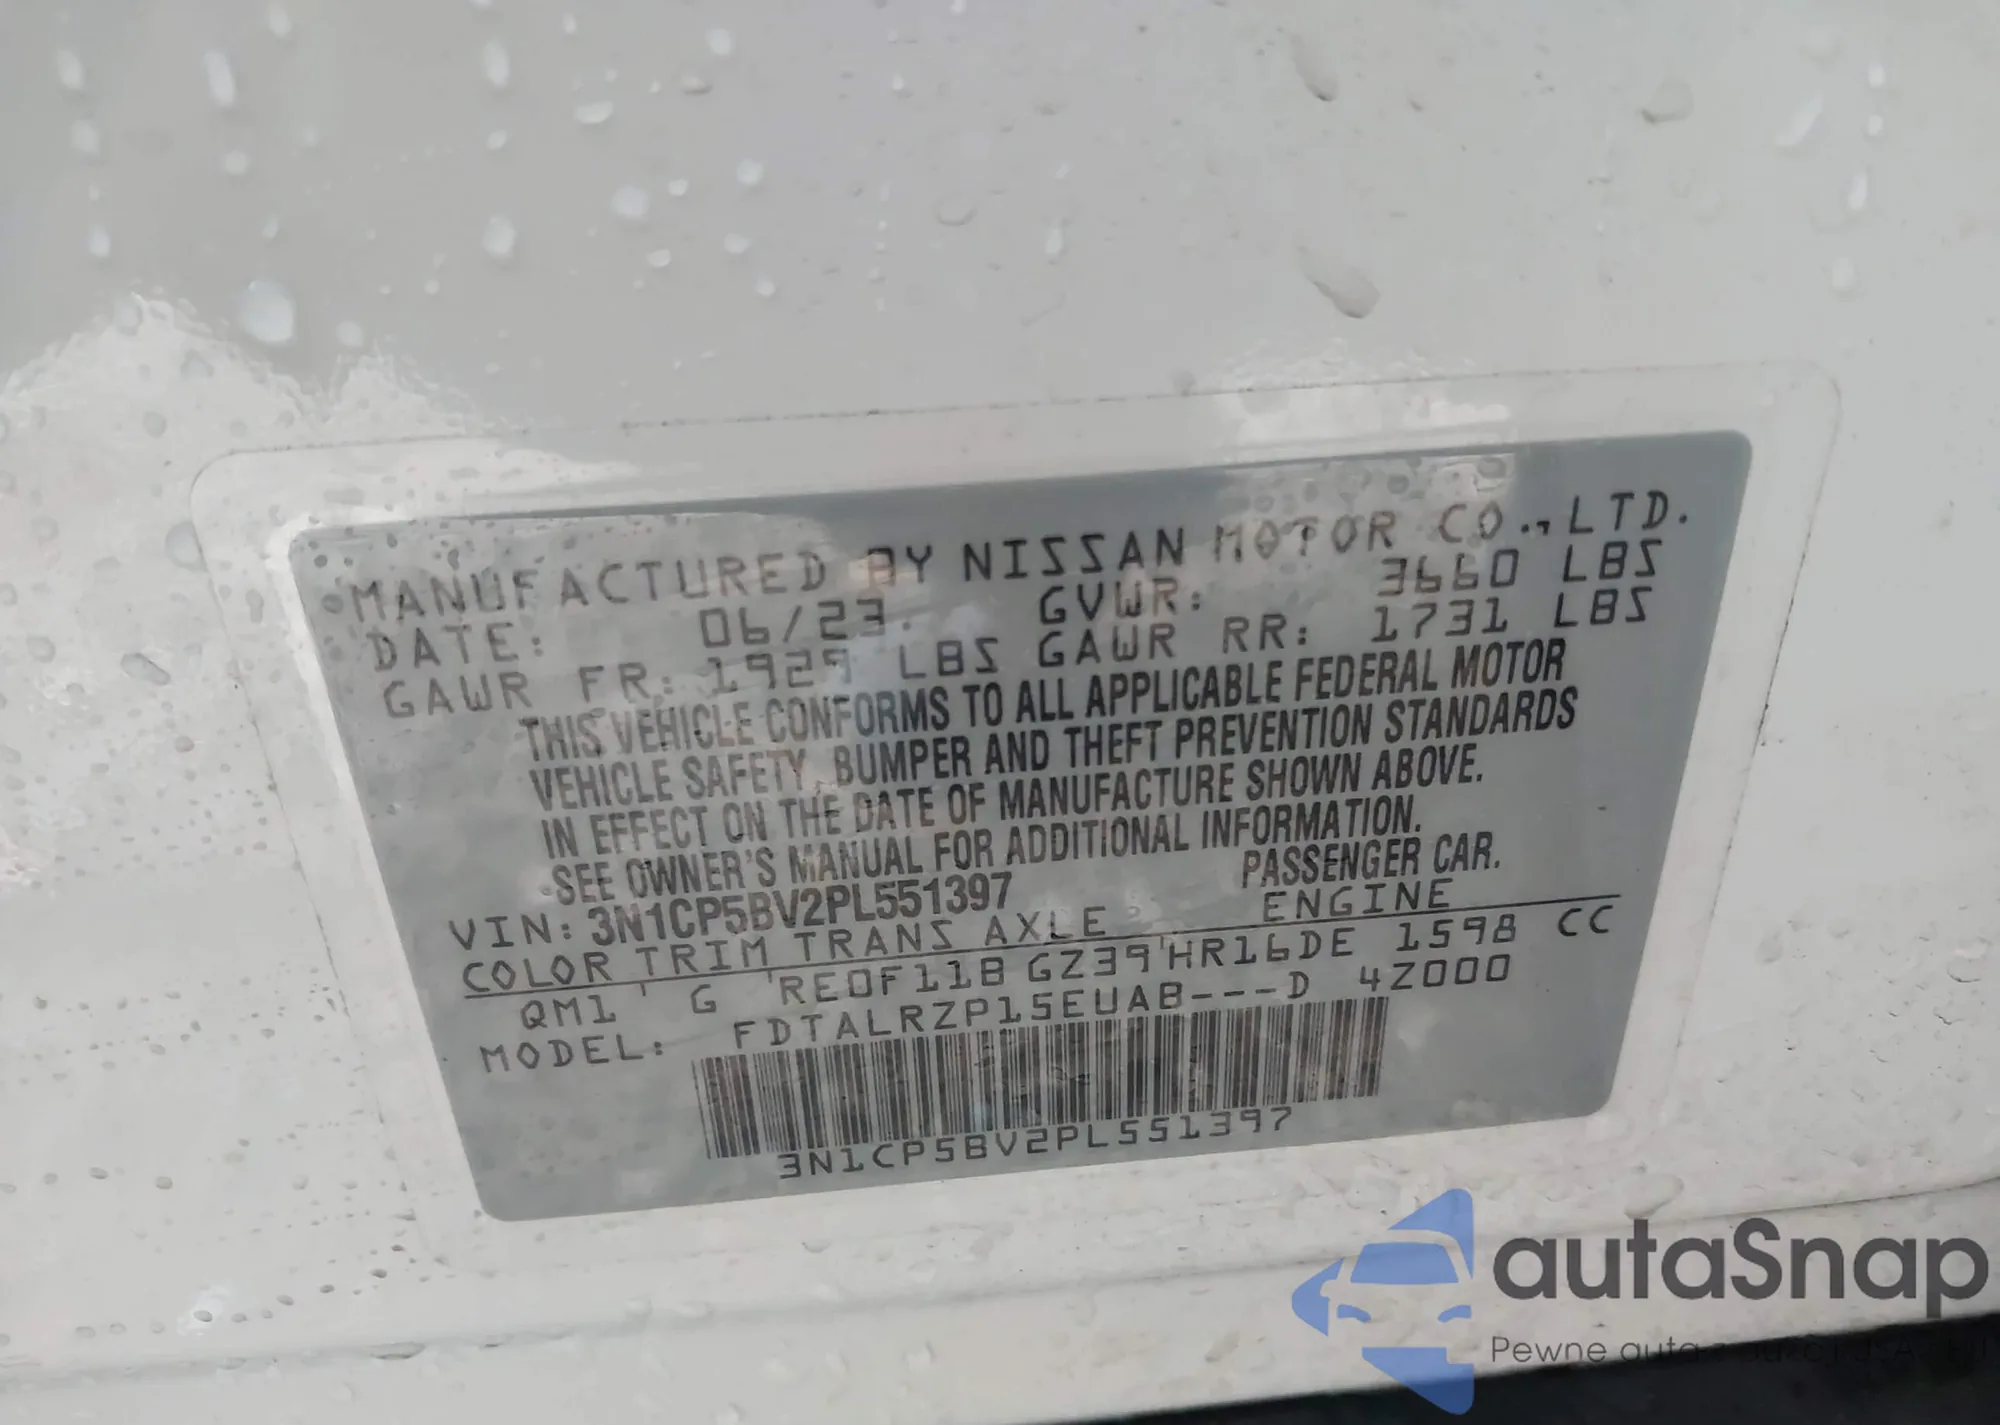 MANUFACTURED BY NISSAN MOTOR CO., LTD.
DATE: 06/23. GVWR: 3660 LBS
GAWR FR: 1929 LBS GAWR RR: 1731 LBS
THIS VEHICLE CONFORMS TO ALL APPLICABLE FEDERAL MOTOR
VEHICLE SAFETY, BUMPER AND THEFT PREVENTION STANDARDS
IN EFFECT ON THE DATE OF MANUFACTURE SHOWN ABOVE.
SEE OWNER'S MANUAL FOR ADDITIONAL INFORMATION.
VIN: 3N1CP5BV2PL551397 PASSENGER CAR.
COLOR TRIM TRANS AXLE ENGINE
QM1 G RE0F11B GZ39 HR16DE 1598 CC
MODEL: FDTALRZP15EUAB---D 4Z000
3N1CP5BV2PL551397
autaSnap
Pewne auta